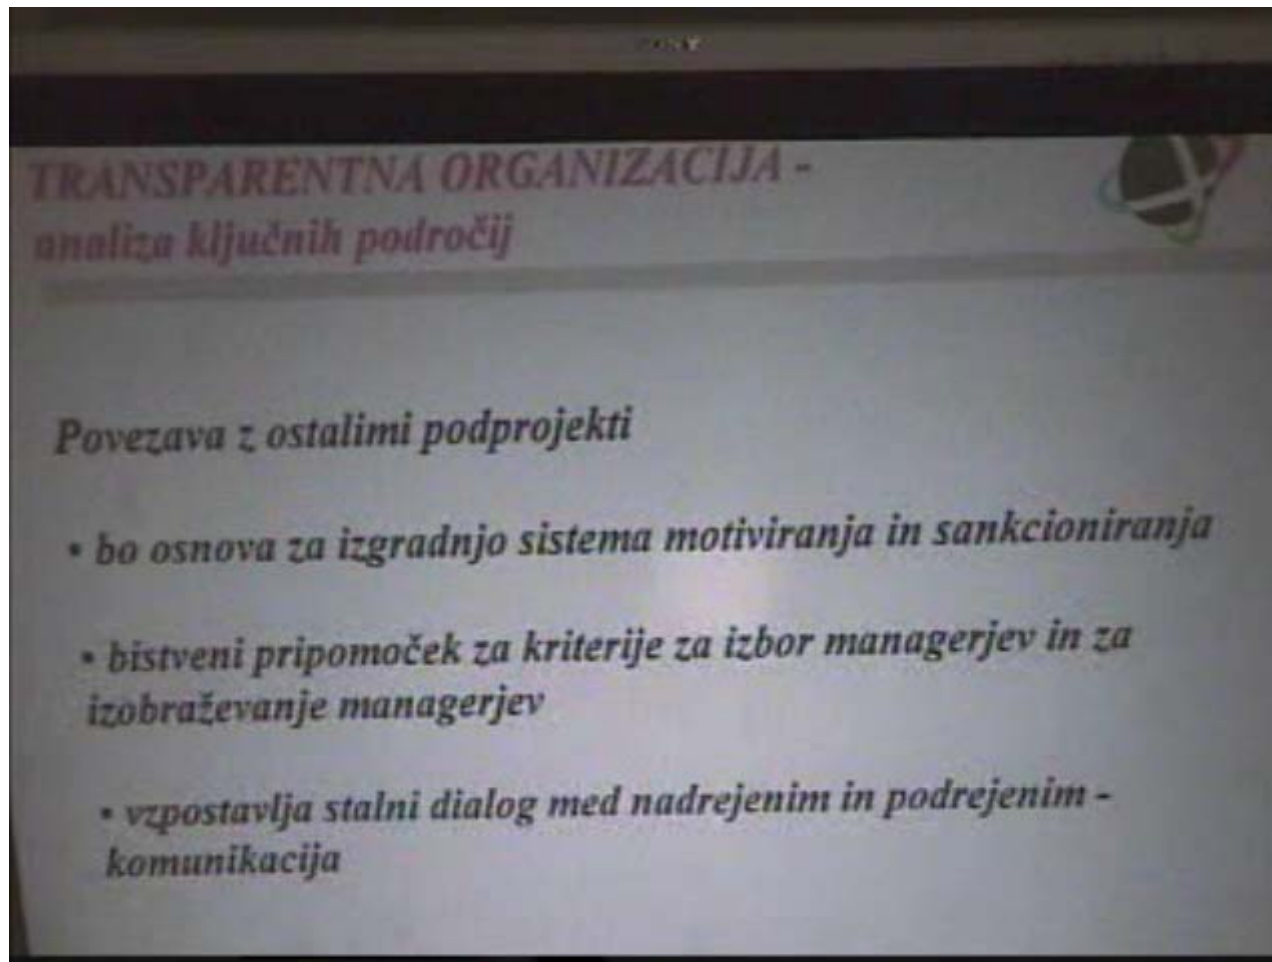 TRANSPARENTNA ORGANIZACIJA -
analiza ključnih področij
Povezava z ostalimi podprojekti
• bo osnova za izgradnjo sistema motiviranja in sankcioniranja
• bistveni pripomoček za kriterije za izbor managerjev in za
izobraževanje managerjev
• vzpostavlja stalni dialog med nadrejenim in podrejenim -
komunikacija